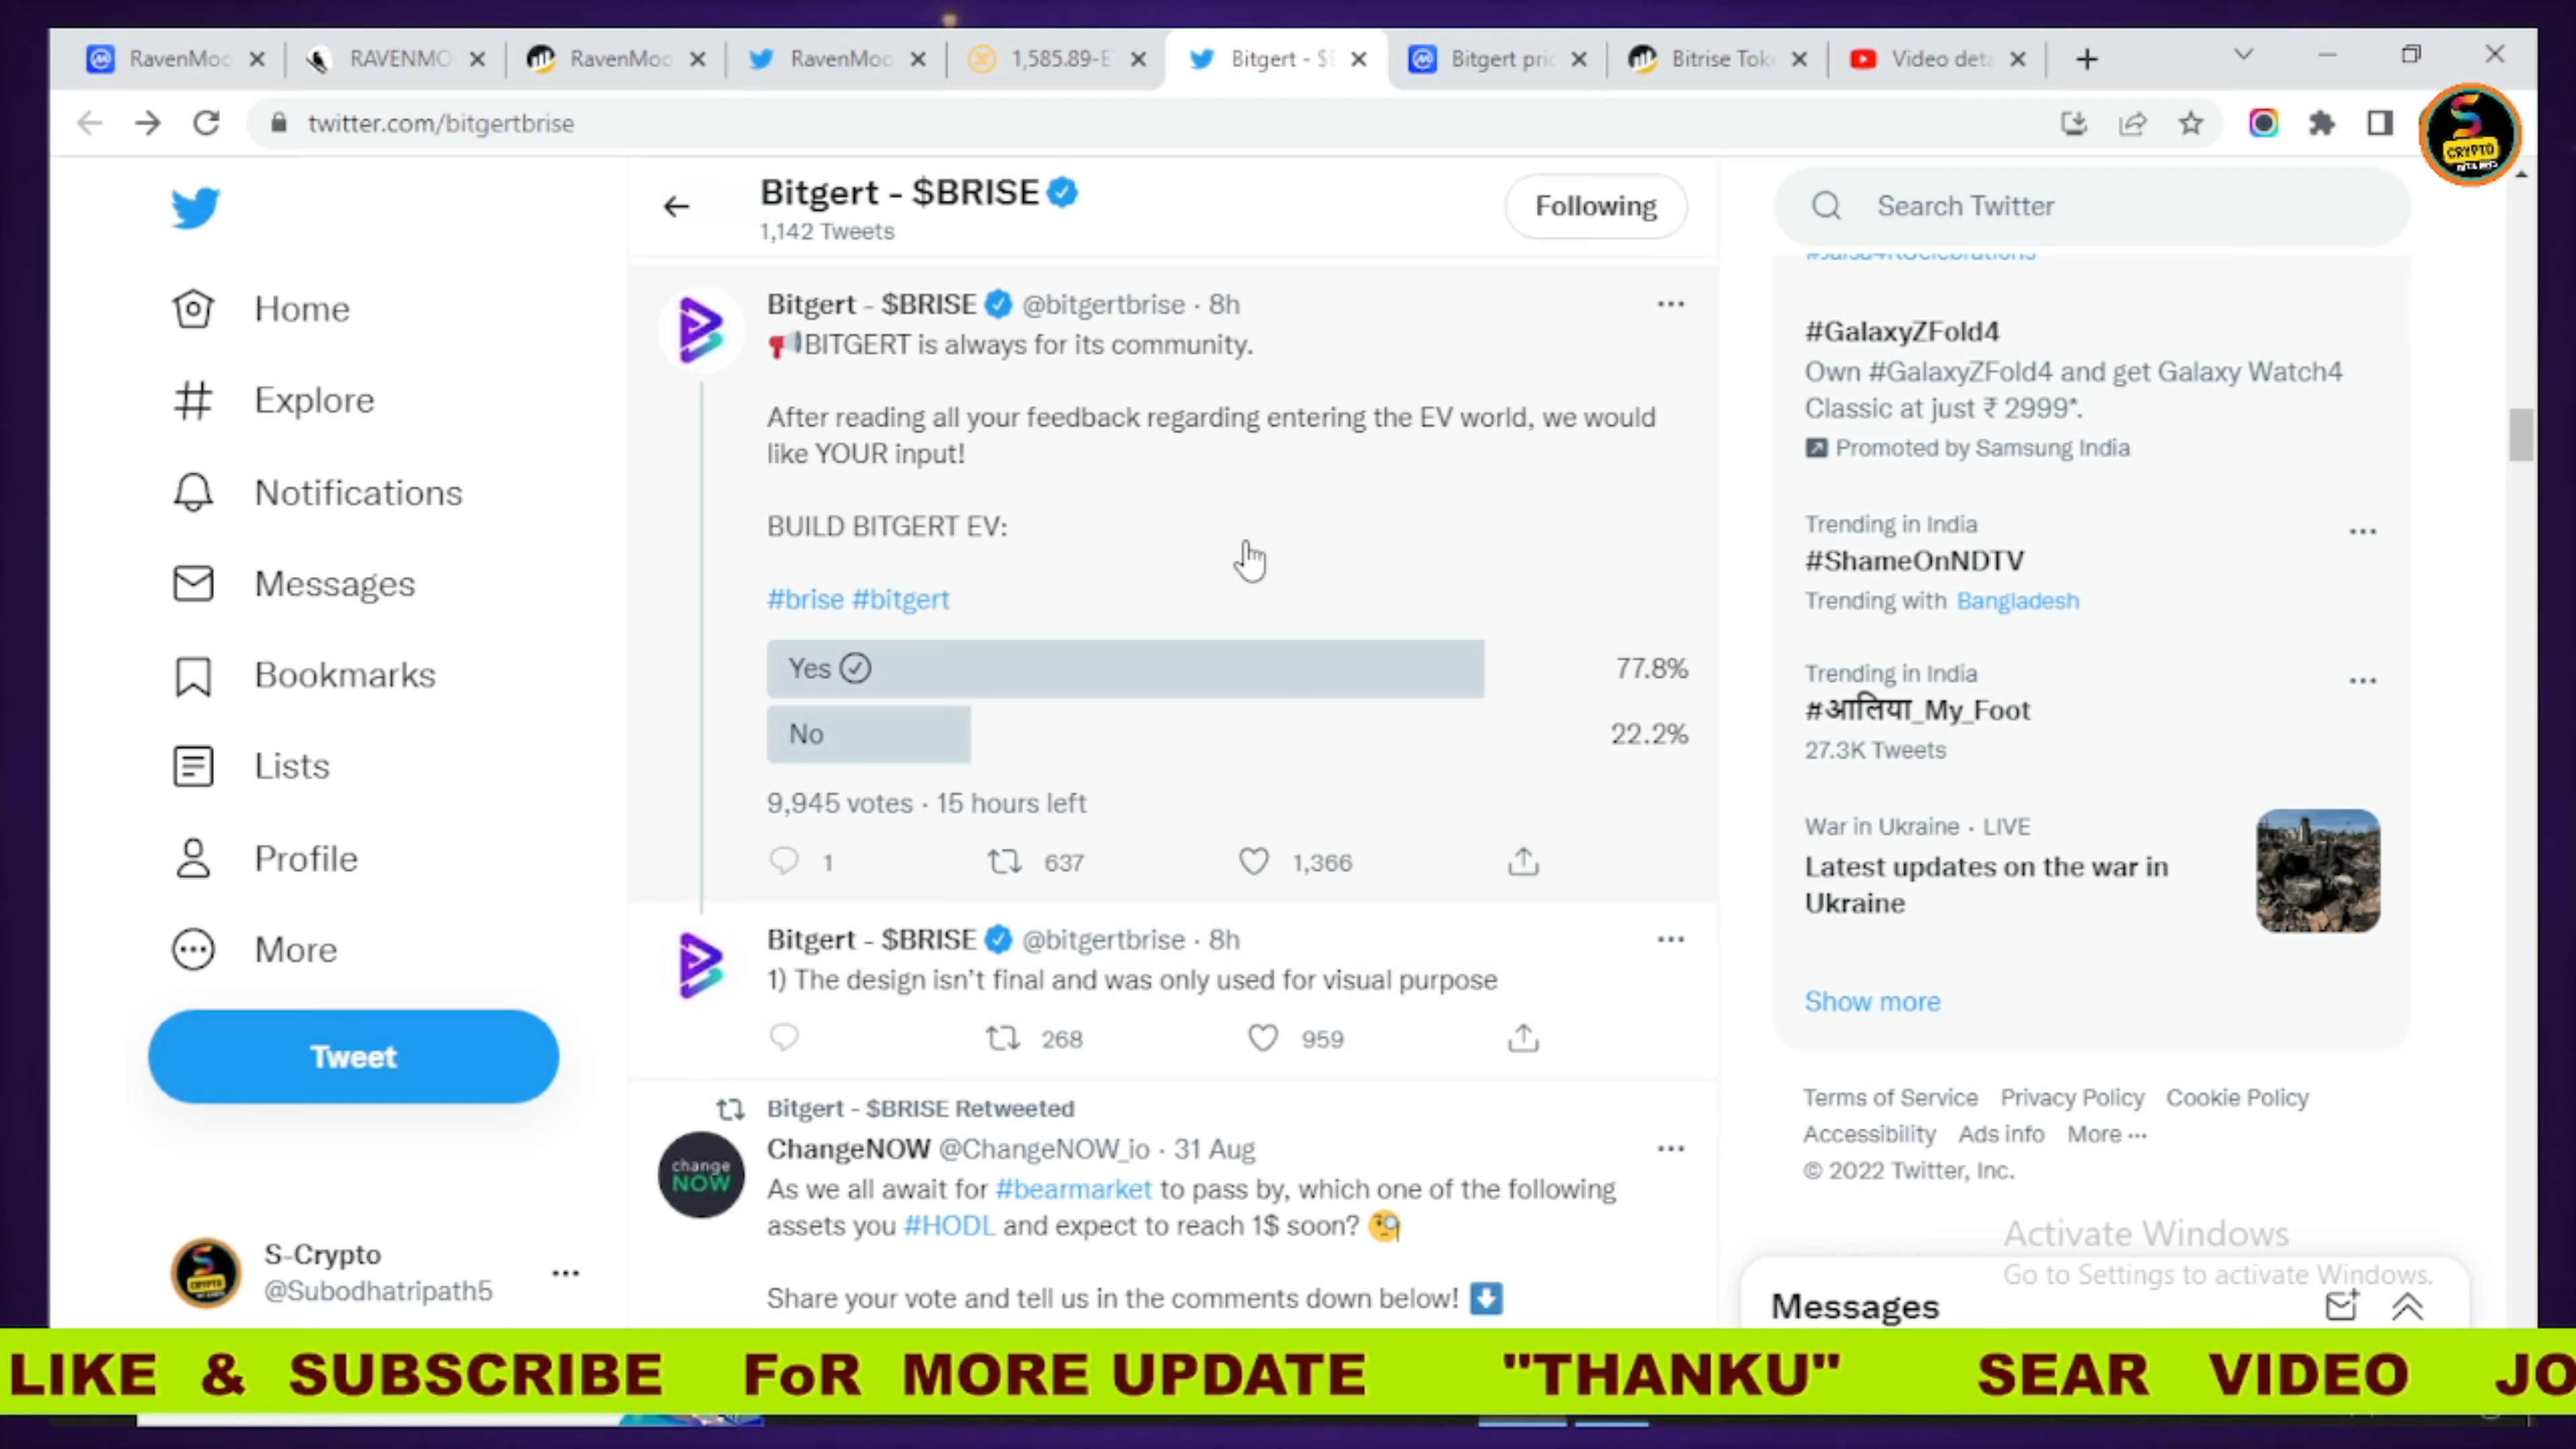 RavenMoo
RAVENMO
RavenMoo
RavenMoo
1,585.89-E
Bitgert - $
Bitgert pric
Bitrise Tok
Video deta
twitter.com/bitgertbrise
S
CRYPTO
Bitgert - $BRISE
1,142 Tweets
Following
Search Twitter
Home
Explore
Notifications
Messages
Bookmarks
Lists
Profile
More
Tweet
S-Crypto
@Subodhatripath5
Bitgert - $BRISE @bitgertbrise · 8h
BITGERT is always for its community.
After reading all your feedback regarding entering the EV world, we would
like YOUR input!
BUILD BITGERT EV:
#brise #bitgert
Yes 77.8%
No 22.2%
9,945 votes · 15 hours left
1 637 1,366
Bitgert - $BRISE @bitgertbrise · 8h
1) The design isn't final and was only used for visual purpose
268 959
Bitgert - $BRISE Retweeted
change
NOW
ChangeNOW @ChangeNOW_io · 31 Aug
As we all await for #bearmarket to pass by, which one of the following
assets you #HODL and expect to reach 1$ soon?
Share your vote and tell us in the comments down below!
#GalaxyZFold4
Own #GalaxyZFold4 and get Galaxy Watch4
Classic at just ₹ 2999*.
Promoted by Samsung India
Trending in India
#ShameOnNDTV
Trending with Bangladesh
Trending in India
#आलिया_My_Foot
27.3K Tweets
War in Ukraine · LIVE
Latest updates on the war in
Ukraine
Show more
Terms of Service Privacy Policy Cookie Policy
Accessibility Ads info More ···
© 2022 Twitter, Inc.
Activate Windows
Go to Settings to activate Windows.
Messages
LIKE & SUBSCRIBE FoR MORE UPDATE "THANKU" SEAR VIDEO JO